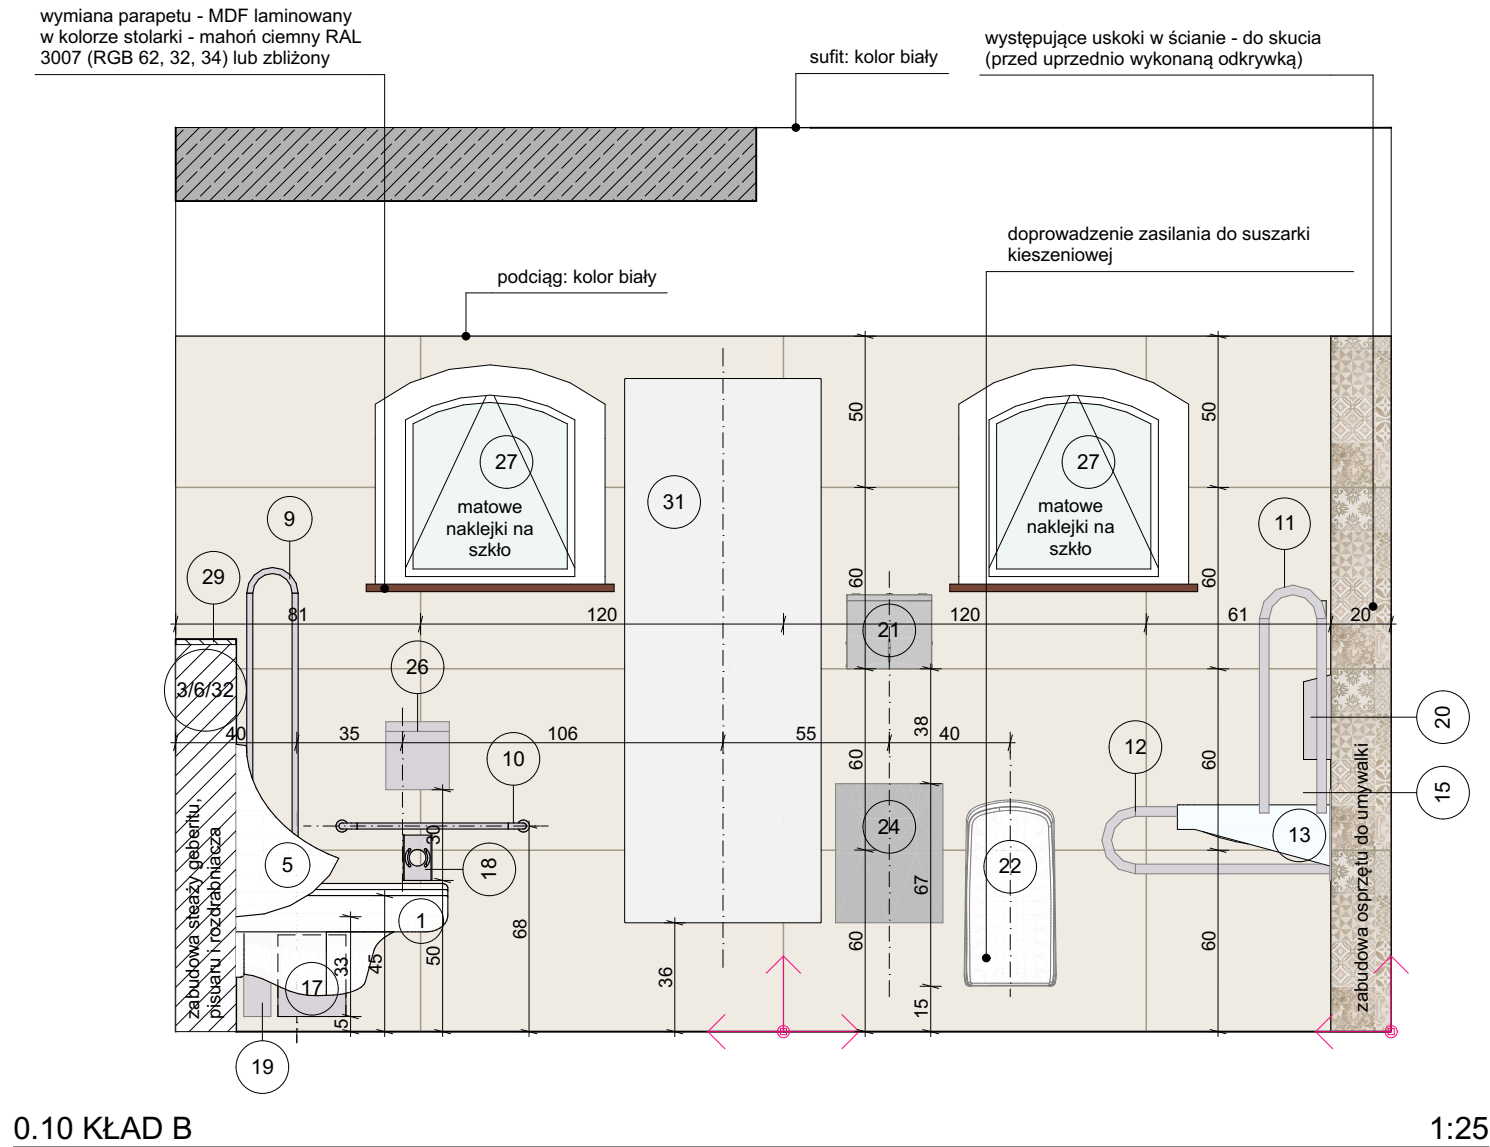 wymiana parapetu - MDF laminowany
w kolorze stolarki - mahoń ciemny RAL
3007 (RGB 62, 32, 34) lub zbliżony
sufit: kolor biały
występujące uskoki w ścianie - do skucia
(przed uprzednio wykonaną odkrywką)
doprowadzenie zasilania do suszarki
kieszeniowej
podciąg: kolor biały
50
50
27
matowe
naklejki na
szkło
31
27
matowe
naklejki na
szkło
9
11
29
60
60
81
120
21
120
61
20
3/6/32
26
40
35
106
55
38
40
20
10
60
12
60
15
zabudowa steaży geberitu,
pisuaru i rozdrabniacza
5
30
18
24
22
13
67
zabudowa osprzętu do umywalki
1
68
50
45
33
17
36
60
60
15
5
19
0.10 KŁAD B
1:25